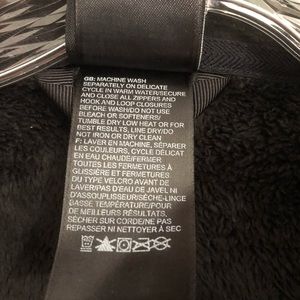 GB: MACHINE WASH
SEPARATELY ON DELICATE
CYCLE IN WARM WATER/SECURE
AND CLOSE ALL ZIPPERS AND
HOOK AND LOOP CLOSURES
BEFORE WASH/DO NOT USE
BLEACH OR SOFTENERS/
TUMBLE DRY LOW HEAT OR FOR
BEST RESULTS, LINE DRY/DO
NOT IRON OR DRY CLEAN
F: LAVER EN MACHINE, SÉPARER
LES COULEURS, CYCLE DÉLICAT
EN EAU CHAUDE/FERMER
TOUTES LES FERMETURES À
GLISSIÈRE ET LES BANDES
DU TYPE VELCRO AVANT DE
LAVER/PAS D'EAU DE JAVEL NI
D'ASSOUPLISSEUR/SÈCHE-LINGE
BASSE TEMPÉRATURE/POUR
DE MEILLEURS RÉSULTATS,
SÉCHER SUR CORDE/NE PAS
REPASSER NI NETTOYER À SEC